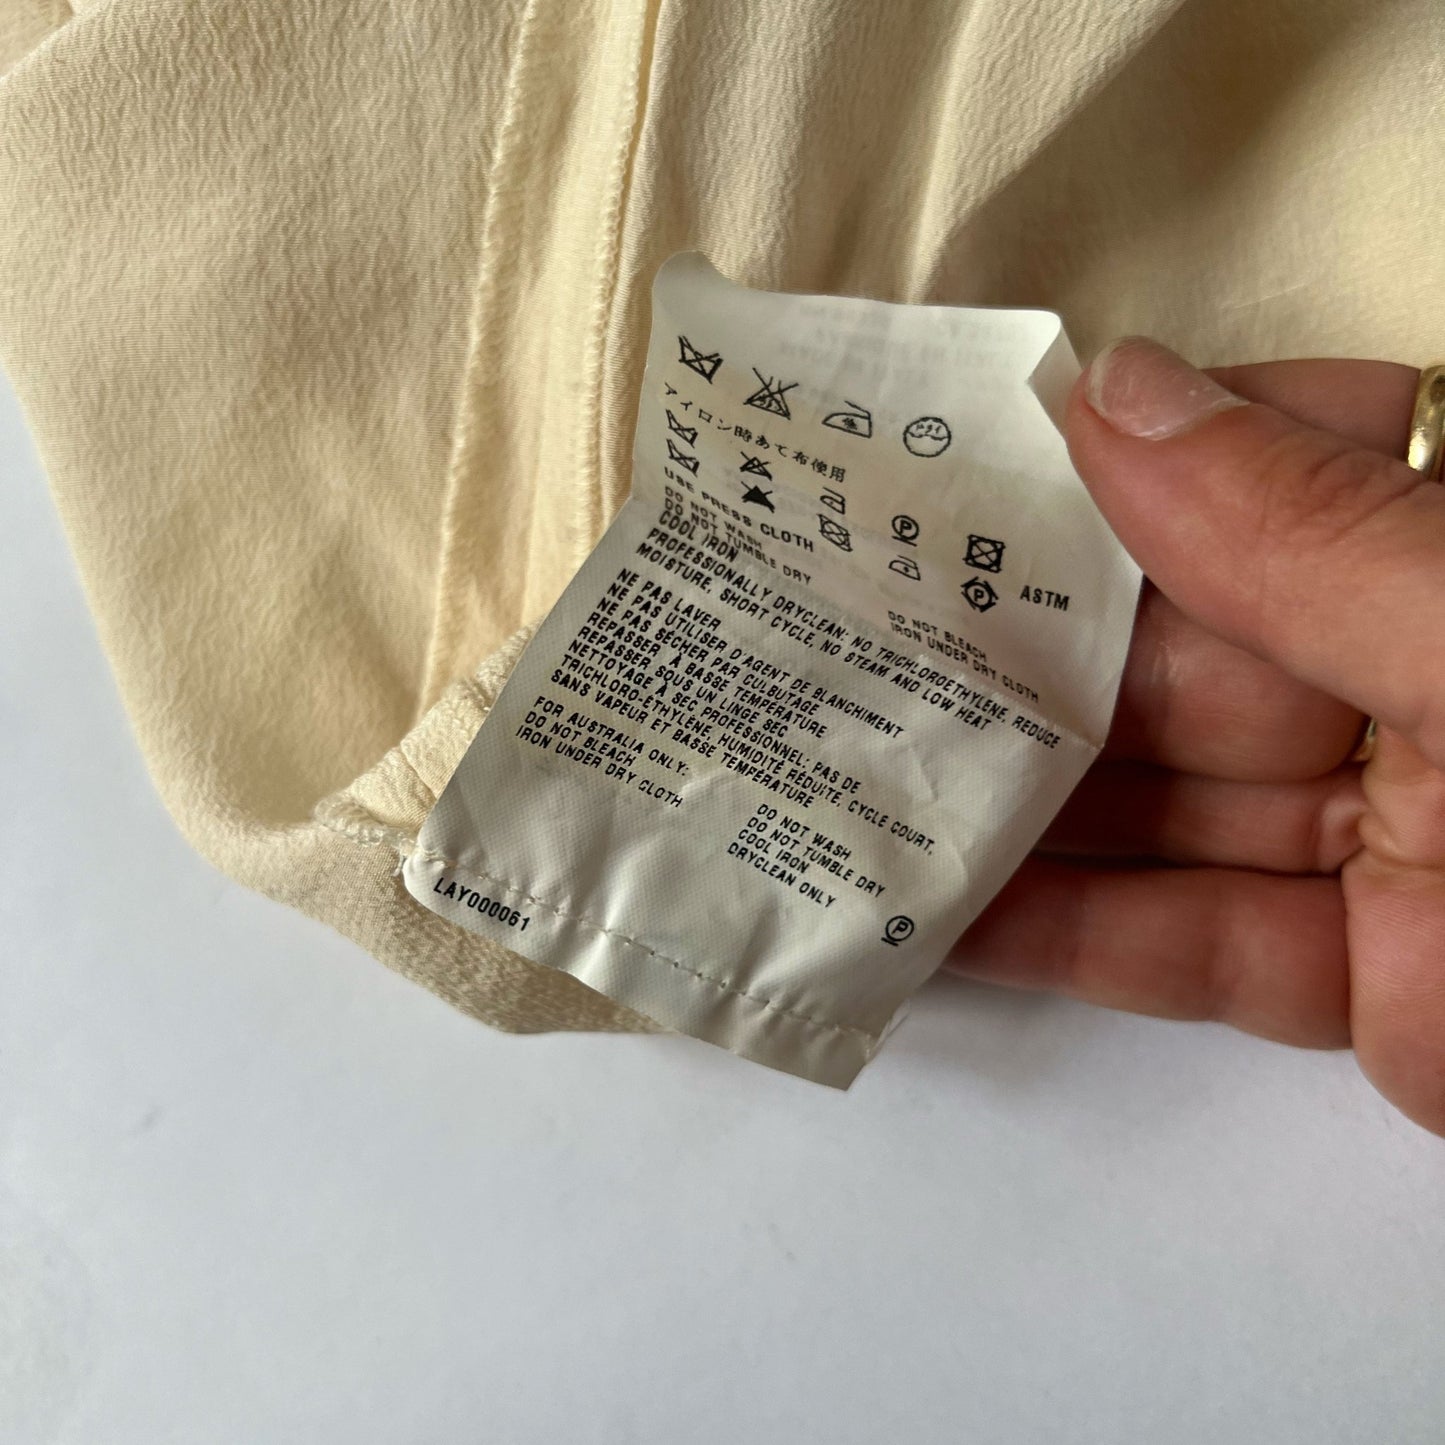 アイロン時あて布使用
ASTM
USE PRESS CLOTH
DO NOT WASH
DO NOT BLEACH
DO NOT TUMBLE DRY
IRON UNDER DRY CLOTH
COOL IRON
PROFESSIONALLY DRYCLEAN: NO TRICHLOROETHYLENE, REDUCE
MOISTURE, SHORT CYCLE, NO STEAM AND LOW HEAT
NE PAS LAVER
NE PAS UTILISER D'AGENT DE BLANCHIMENT
NE PAS SÉCHER PAR CULBUTAGE
REPASSER À BASSE TEMPÉRATURE
REPASSER SOUS UN LINGE SEC
NETTOYAGE À SEC PROFESSIONNEL: PAS DE
TRICHLORO-ÉTHYLÈNE, HUMIDITÉ RÉDUITE, CYCLE COURT,
SANS VAPEUR ET BASSE TEMPÉRATURE
FOR AUSTRALIA ONLY:
DO NOT WASH
DO NOT BLEACH
DO NOT TUMBLE DRY
IRON UNDER DRY CLOTH
COOL IRON
DRYCLEAN ONLY
P
LAY000061